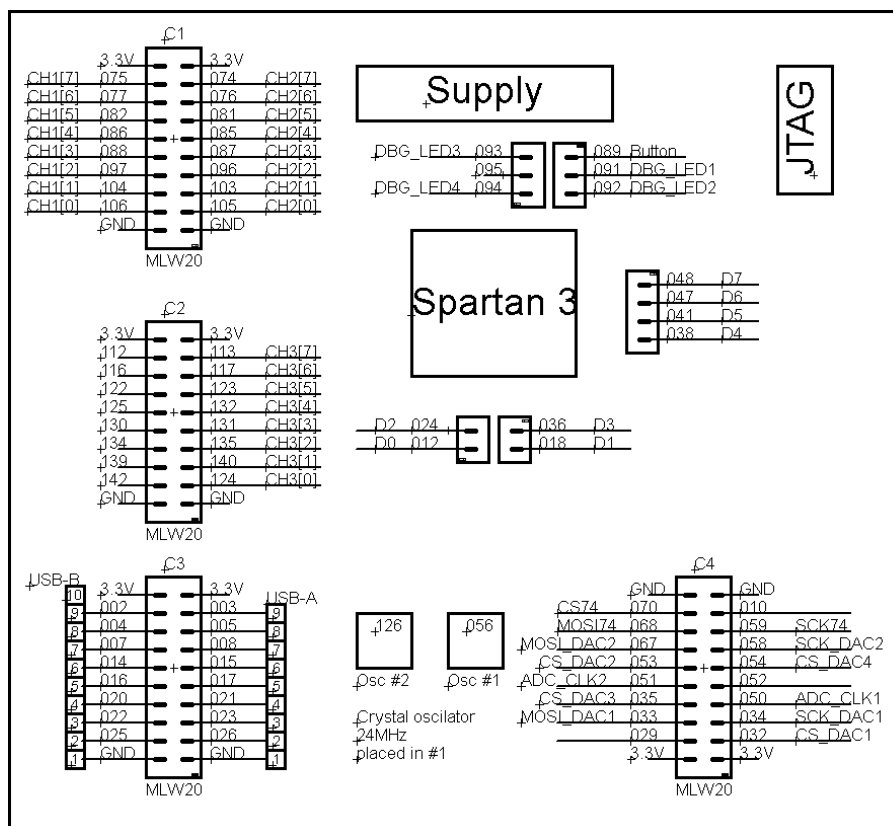 C1
3.3V 3.3V
CH1[7] 075 074 CH2[7]
CH1[6] 077 076 CH2[6]
CH1[5] 082 081 CH2[5]
CH1[4] 086 085 CH2[4]
CH1[3] 088 087 CH2[3]
CH1[2] 097 096 CH2[2]
CH1[1] 104 103 CH2[1]
CH1[0] 106 105 CH2[0]
GND GND
MLW20
Supply
JTAG
DBG_LED3 093 089 Button
095 091 DBG_LED1
DBG_LED4 094 092 DBG_LED2
Spartan 3
048 D7
047 D6
041 D5
038 D4
C2
3.3V 3.3V
112 113 CH3[7]
116 117 CH3[6]
122 123 CH3[5]
125 132 CH3[4]
130 131 CH3[3]
134 135 CH3[2]
139 140 CH3[1]
142 124 CH3[0]
GND GND
MLW20
D2 024 036 D3
D0 012 018 D1
C3
USB-B USB-A
10 3.3V 3.3V
9 002 003 9
8 004 005 8
7 007 008 7
6 014 015 6
5 016 017 5
4 020 021 4
3 022 023 3
2 025 026 2
1 GND GND 1
MLW20
126 056
Osc #2 Osc #1
Crystal oscilator
24MHz
placed in #1
C4
GND GND
CS74 070 010
MOSI74 068 059 SCK74
MOSI_DAC2 067 058 SCK_DAC2
CS_DAC2 053 054 CS_DAC4
ADC_CLK2 051 052
CS_DAC3 035 050 ADC_CLK1
MOSI_DAC1 033 034 SCK_DAC1
029 032 CS_DAC1
3.3V 3.3V
MLW20